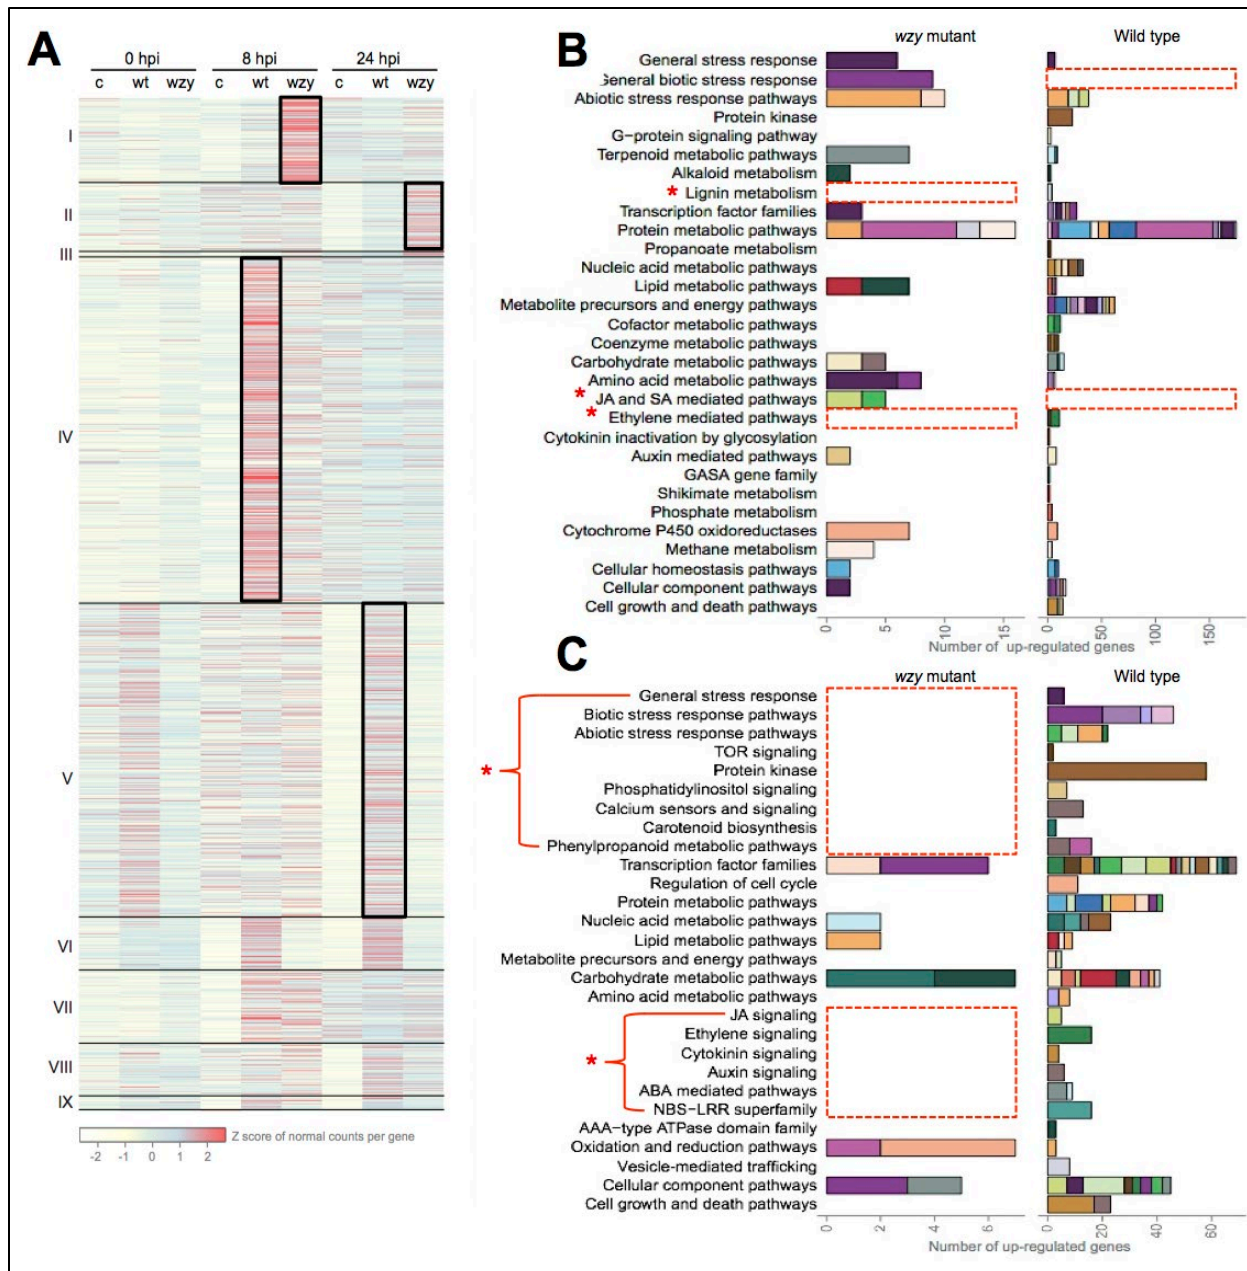 A
0 hpi 8 hpi 24 hpi
c wt wzy c wt wzy c wt wzy
I
II
III
IV
V
VI
VII
VIII
IX
-2 -1 0 1 2
Z score of normal counts per gene
B
wzy mutant Wild type
General stress response
General biotic stress response
Abiotic stress response pathways
Protein kinase
G-protein signaling pathway
Terpenoid metabolic pathways
Alkaloid metabolism
* Lignin metabolism
Transcription factor families
Protein metabolic pathways
Propanoate metabolism
Nucleic acid metabolic pathways
Lipid metabolic pathways
Metabolite precursors and energy pathways
Cofactor metabolic pathways
Coenzyme metabolic pathways
Carbohydrate metabolic pathways
Amino acid metabolic pathways
* JA and SA mediated pathways
* Ethylene mediated pathways
Cytokinin inactivation by glycosylation
Auxin mediated pathways
GASA gene family
Shikimate metabolism
Phosphate metabolism
Cytochrome P450 oxidoreductases
Methane metabolism
Cellular homeostasis pathways
Cellular component pathways
Cell growth and death pathways
0 5 10 15 0 50 100 150
Number of up-regulated genes
C
wzy mutant Wild type
General stress response
Biotic stress response pathways
Abiotic stress response pathways
TOR signaling
* Protein kinase
Phosphatidylinositol signaling
Calcium sensors and signaling
Carotenoid biosynthesis
Phenylpropanoid metabolic pathways
Transcription factor families
Regulation of cell cycle
Protein metabolic pathways
Nucleic acid metabolic pathways
Lipid metabolic pathways
Metabolite precursors and energy pathways
Carbohydrate metabolic pathways
Amino acid metabolic pathways
JA signaling
Ethylene signaling
* Cytokinin signaling
Auxin signaling
ABA mediated pathways
NBS-LRR superfamily
AAA-type ATPase domain family
Oxidation and reduction pathways
Vesicle-mediated trafficking
Cellular component pathways
Cell growth and death pathways
0 2 4 6 0 20 40 60
Number of up-regulated genes